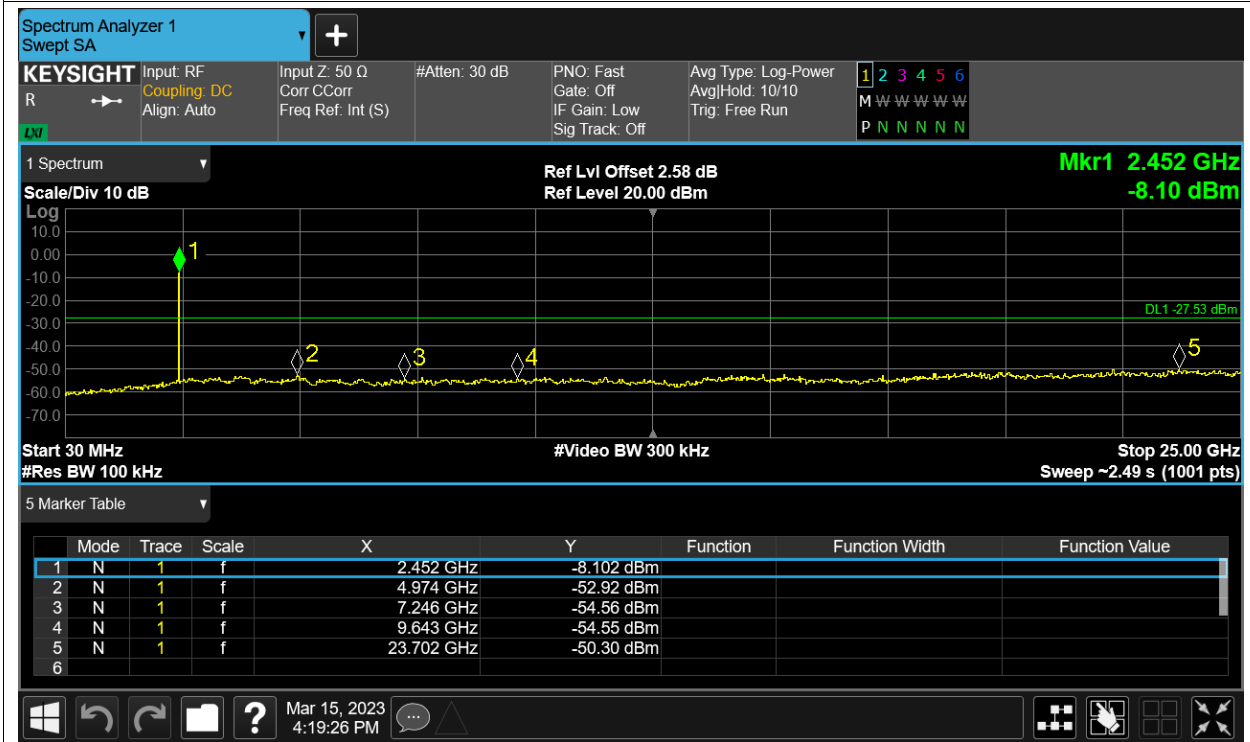 Spectrum Analyzer 1
Swept SA
+
KEYSIGHT Input: RF Input Z: 50 Ω #Atten: 30 dB PNO: Fast Avg Type: Log-Power 1 2 3 4 5 6
R Coupling: DC Corr CCorr Gate: Off Avg|Hold: 10/10 M W W W W W
Align: Auto Freq Ref: Int (S) IF Gain: Low Trig: Free Run
LXI Sig Track: Off P N N N N N
1 Spectrum Ref Lvl Offset 2.58 dB Mkr1 2.452 GHz
Scale/Div 10 dB Ref Level 20.00 dBm -8.10 dBm
Log
10.0
0.00 1
-10.0
-20.0 DL1 -27.53 dBm
-30.0
-40.0 2 3 4 5
-50.0
-60.0
-70.0
Start 30 MHz #Video BW 300 kHz Stop 25.00 GHz
#Res BW 100 kHz Sweep ~2.49 s (1001 pts)
5 Marker Table
Mode Trace Scale X Y Function Function Width Function Value
1 N 1 f 2.452 GHz -8.102 dBm
2 N 1 f 4.974 GHz -52.92 dBm
3 N 1 f 7.246 GHz -54.56 dBm
4 N 1 f 9.643 GHz -54.55 dBm
5 N 1 f 23.702 GHz -50.30 dBm
6
? Mar 15, 2023
4:19:26 PM